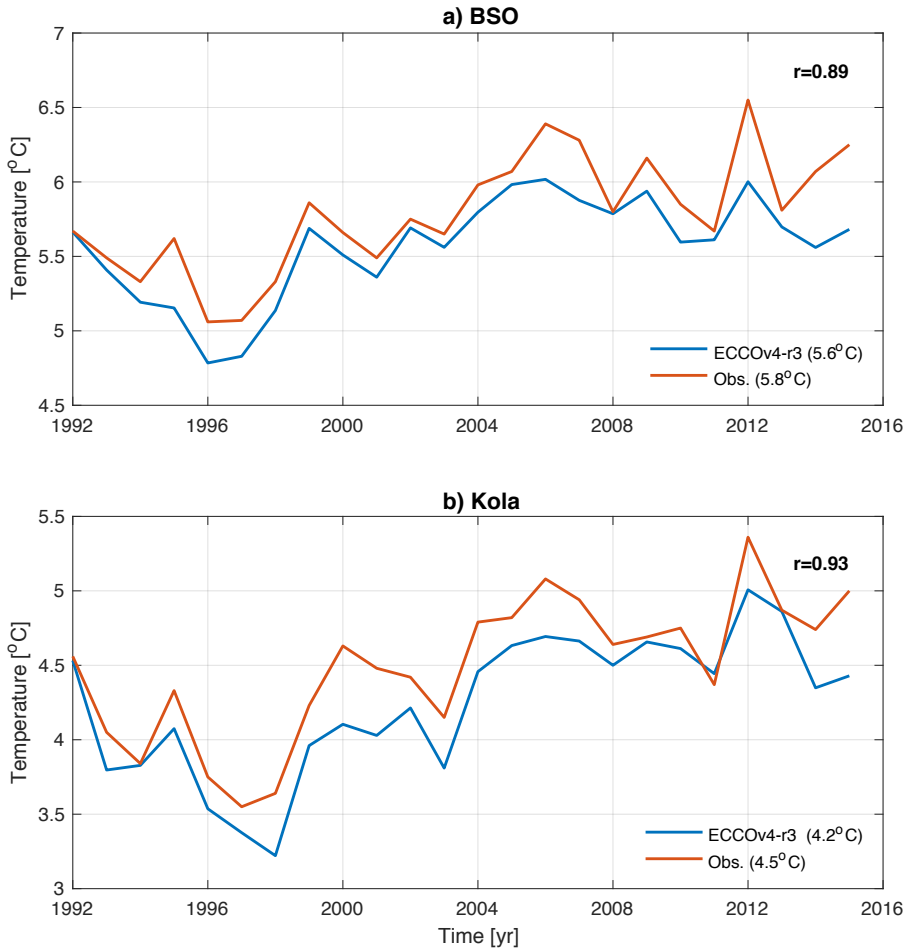 a) BSO
7
r=0.89
6.5
6
5.5
5
4.5
Temperature [°C]
ECCOv4-r3 (5.6°C)
Obs. (5.8°C)
1992 1996 2000 2004 2008 2012 2016
b) Kola
5.5
r=0.93
5
4.5
4
3.5
3
Temperature [°C]
ECCOv4-r3 (4.2°C)
Obs. (4.5°C)
1992 1996 2000 2004 2008 2012 2016
Time [yr]